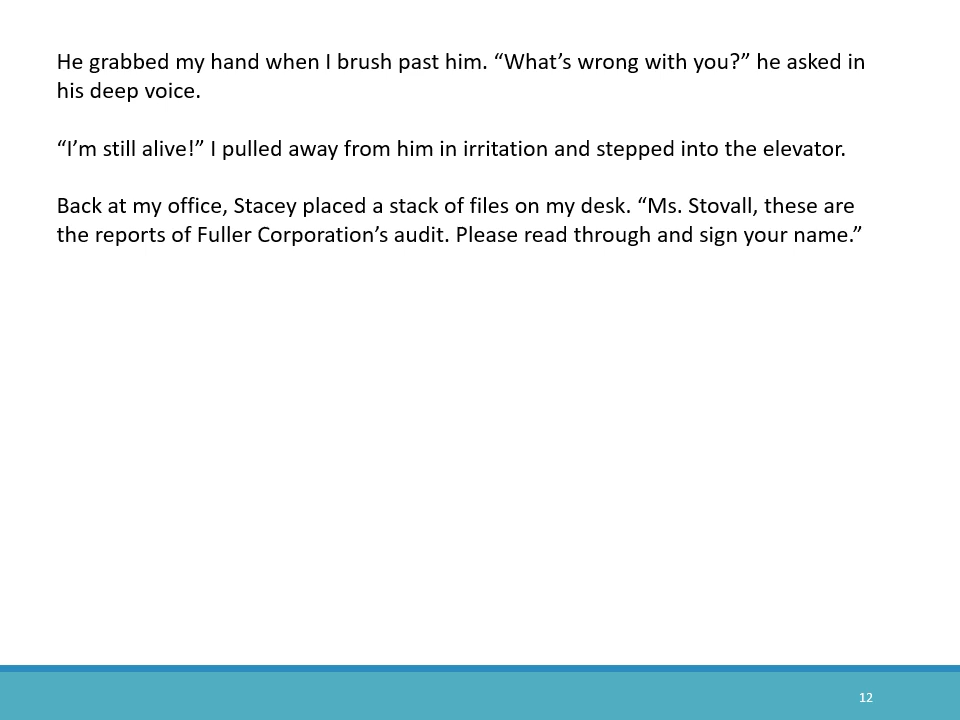 He grabbed my hand when I brush past him. “What’s wrong with you?” he asked in
his deep voice.
“I’m still alive!” I pulled away from him in irritation and stepped into the elevator.
Back at my office, Stacey placed a stack of files on my desk. “Ms. Stovall, these are
the reports of Fuller Corporation’s audit. Please read through and sign your name.”
12